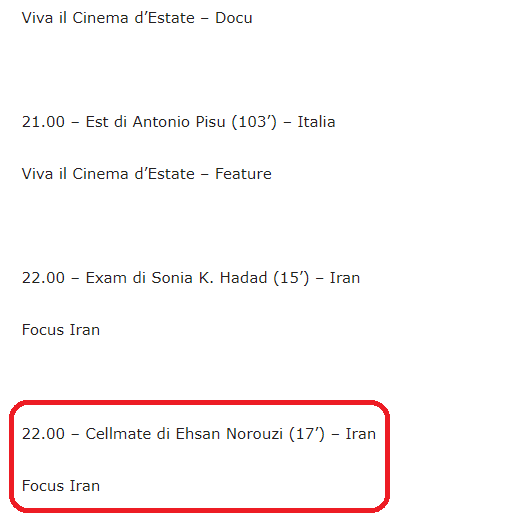 Viva il Cinema d’Estate – Docu
21.00 – Est di Antonio Pisu (103’) – Italia
Viva il Cinema d’Estate – Feature
22.00 – Exam di Sonia K. Hadad (15’) – Iran
Focus Iran
22.00 – Cellmate di Ehsan Norouzi (17’) – Iran
Focus Iran